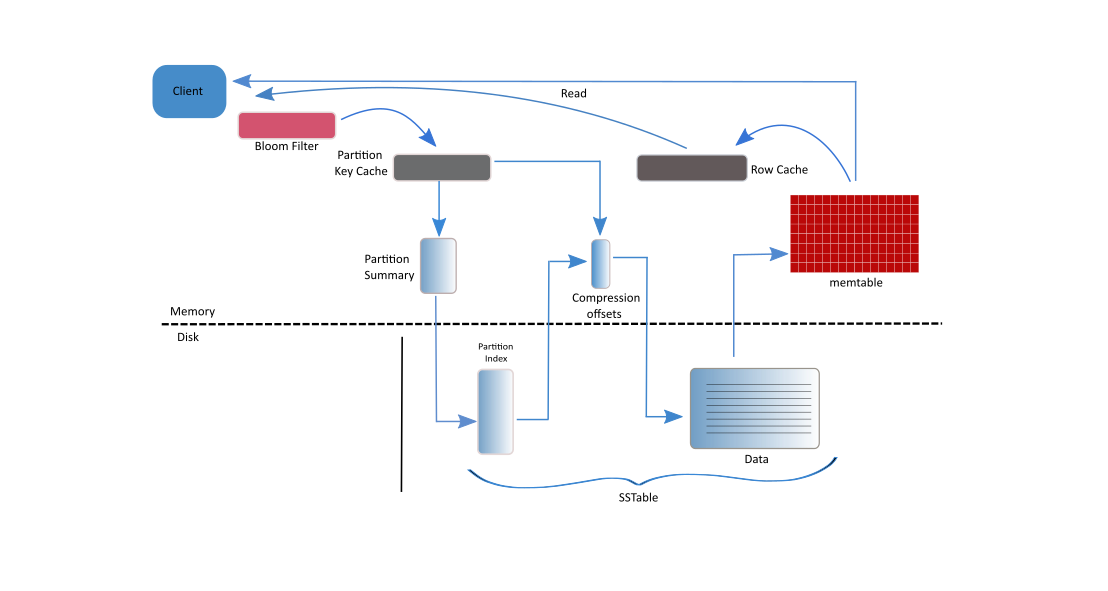 Client
Read
Bloom Filter
Partition
Key Cache
Row Cache
Partition
Summary
memtable
Compression
offsets
Memory
Disk
Partition
Index
Data
SSTable